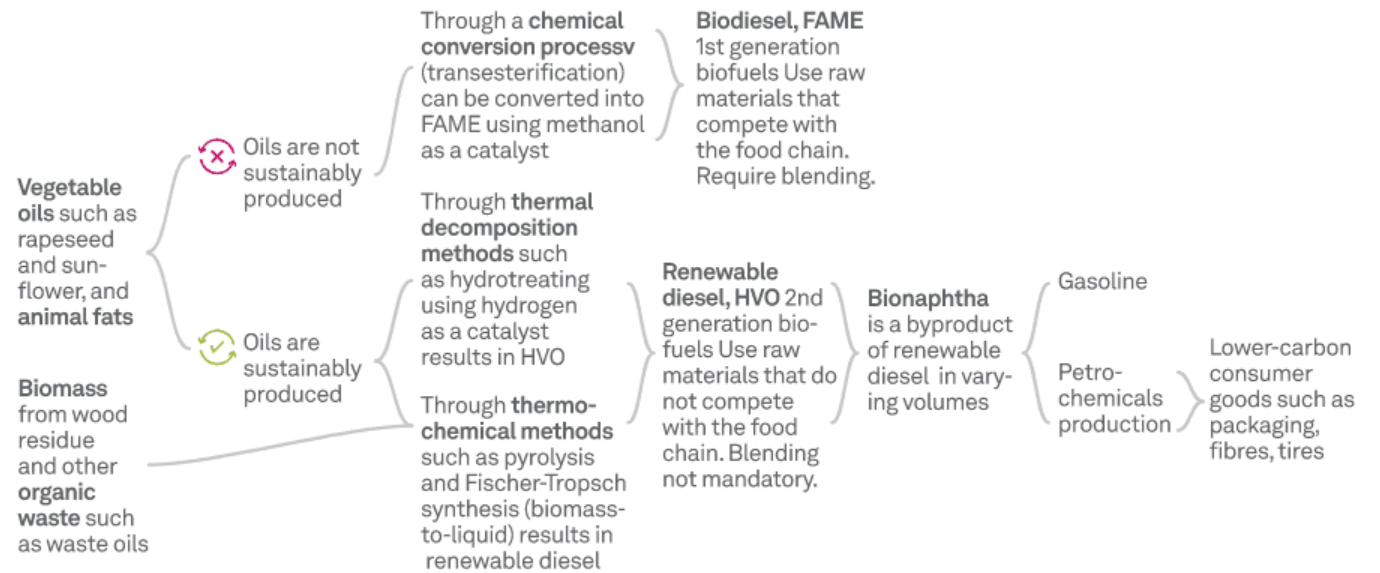 Vegetable
oils such as
rapeseed
and sun-
flower, and
animal fats
Biomass
from wood
residue
and other
organic
waste such
as waste oils
Oils are not
sustainably
produced
Oils are
sustainably
produced
Through a chemical
conversion processv
(transesterification)
can be converted into
FAME using methanol
as a catalyst
Through thermal
decomposition
methods such
as hydrotreating
using hydrogen
as a catalyst
results in HVO
Through thermo-
chemical methods
such as pyrolysis
and Fischer-Tropsch
synthesis (biomass-
to-liquid) results in
renewable diesel
Biodiesel, FAME
1st generation
biofuels Use raw
materials that
compete with
the food chain.
Require blending.
Renewable
diesel, HVO 2nd
generation bio-
fuels Use raw
materials that do
not compete
with the food
chain. Blending
not mandatory.
Bionaphtha
is a byproduct
of renewable
diesel in vary-
ing volumes
Gasoline
Petro-
chemicals
production
Lower-carbon
consumer
goods such as
packaging,
fibres, tires